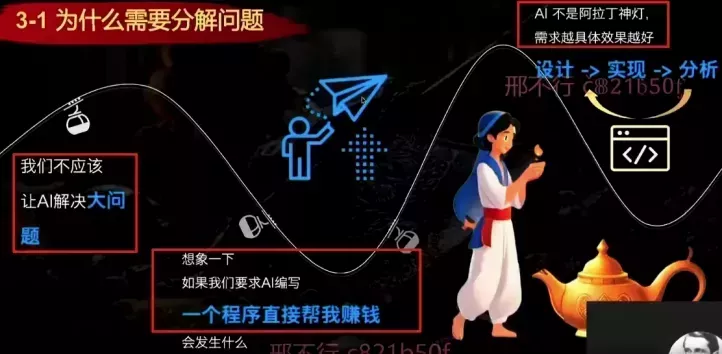 3-1 为什么需要分解问题
AI 不是阿拉丁神灯，
需求越具体效果越好
设计 -> 实现 -> 分析
邢不行 c821b50f
</>
我们不应该
让AI解决大问
题
想象一下
如果我们要求AI编写
一个程序直接帮我赚钱
会发生什么
邢不行 c821b50f